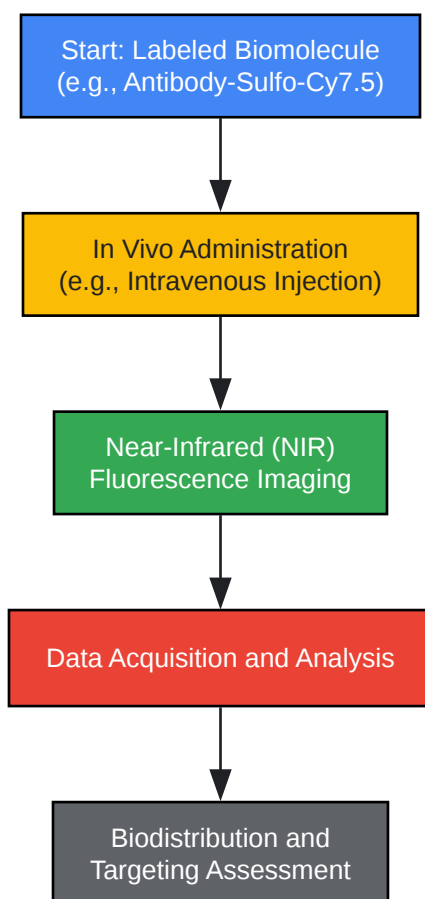 Start: Labeled Biomolecule
(e.g., Antibody-Sulfo-Cy7.5)
In Vivo Administration
(e.g., Intravenous Injection)
Near-Infrared (NIR)
Fluorescence Imaging
Data Acquisition and Analysis
Biodistribution and
Targeting Assessment